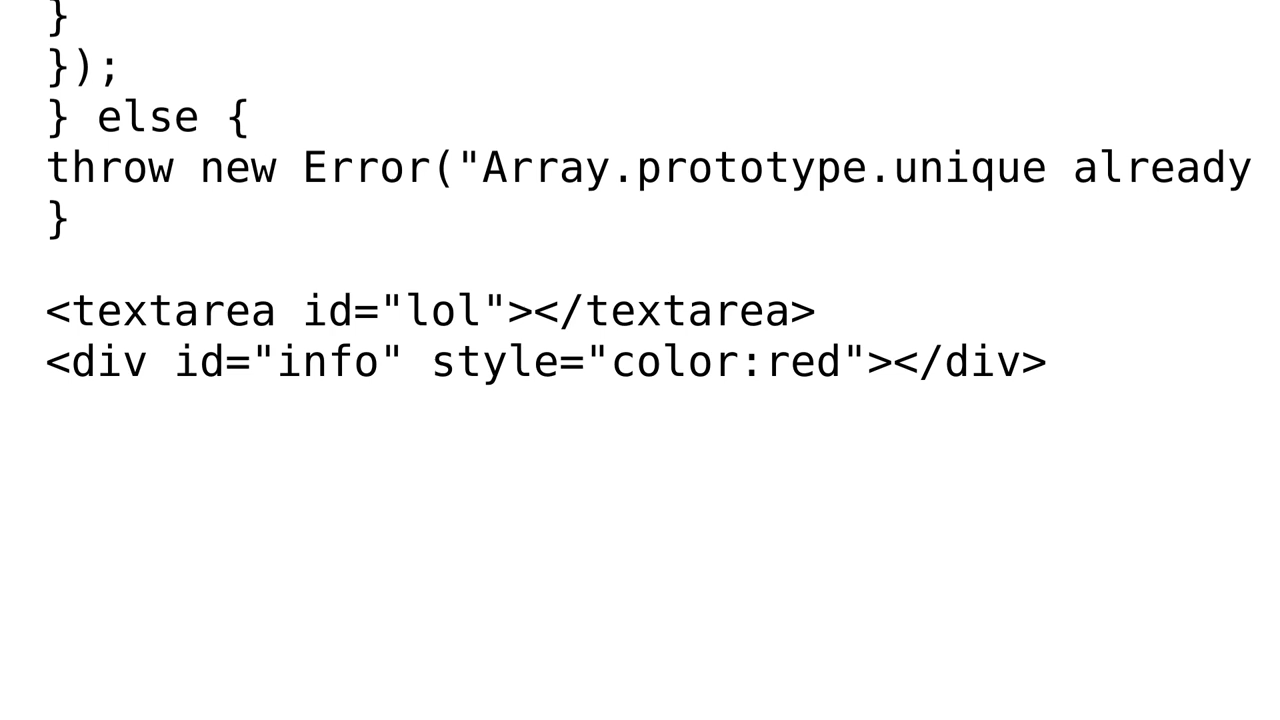 }
});
} else {
throw new Error("Array.prototype.unique already
}
<textarea id="lol"></textarea>
<div id="info" style="color:red"></div>